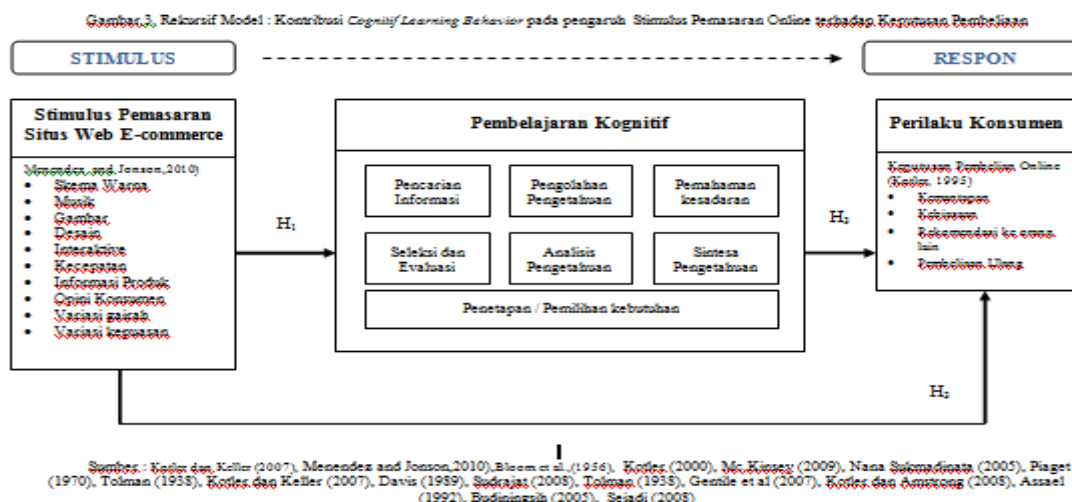 Gambar 3, Rekursif Model : Kontribusi Cognitif Learning Behavior pada pengaruh Stimulus Pemasaran Online terhadap Keputusan Pembeliaan
STIMULUS
RESPON
Stimulus Pemasaran
Situs Web E-commerce
Menendez and Jonson,2010)
• Skema Warna
• Musik
• Gambar
• Desain
• Interaktive
• Kecepatan
• Informasi Produk
• Opini Konsumen
• Variasi gairah
• Variasi kepuasan
H₁
Pembelajaran Kognitif
Pencarian
Informasi
Pengolahan
Pengetahuan
Pemahaman
kesadaran
Seleksi dan
Evaluasi
Analisis
Pengetahuan
Sintesa
Pengetahuan
Penetapan / Pemilihan kebutuhan
Perilaku Konsumen
Keputusan Pembelian Online
(Kotler, 1995)
• Kemantapan
• Kebiasaan
• Rekomendasi ke orang
lain
• Pembelian Ulang
Sumber : Kotler dan Keller (2007), Menendez and Jonson,2010),Bloom et al.,(1956), Kotler (2000), Mc Kinsey (2009), Nana Sukmadinata (2005), Piaget
(1970), Tolman (1938), Kotler dan Keller (2007), Davis (1989), Sudrajat (2008), Tolman (1938), Gentile et al (2007), Kotler dan Amstrong (2008), Assael
(1992), Budiningsih (2005), Sejadi (2008)